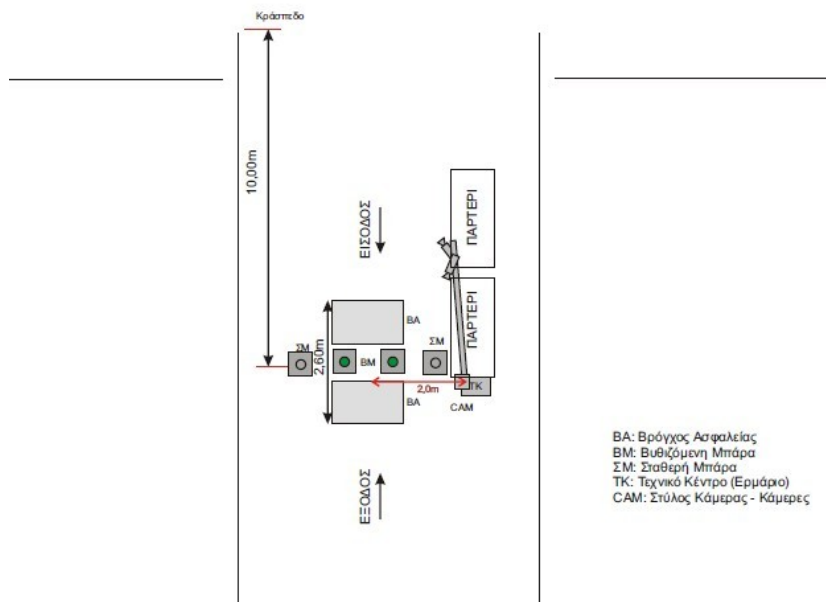 Κράσπεδο
10,00m
ΕΙΣΟΔΟΣ
ΠΑΡΤΕΡΙ
ΠΑΡΤΕΡΙ
ΒΑ
ΣΜ
ΒΜ
ΣΜ
2,60m
2,0m
ΤΚ
ΒΑ
CAM
ΕΞΟΔΟΣ
ΒΑ: Βρόγχος Ασφαλείας
ΒΜ: Βυθιζόμενη Μπάρα
ΣΜ: Σταθερή Μπάρα
ΤΚ: Τεχνικό Κέντρο (Ερμάριο)
CAM: Στύλος Κάμερας - Κάμερες